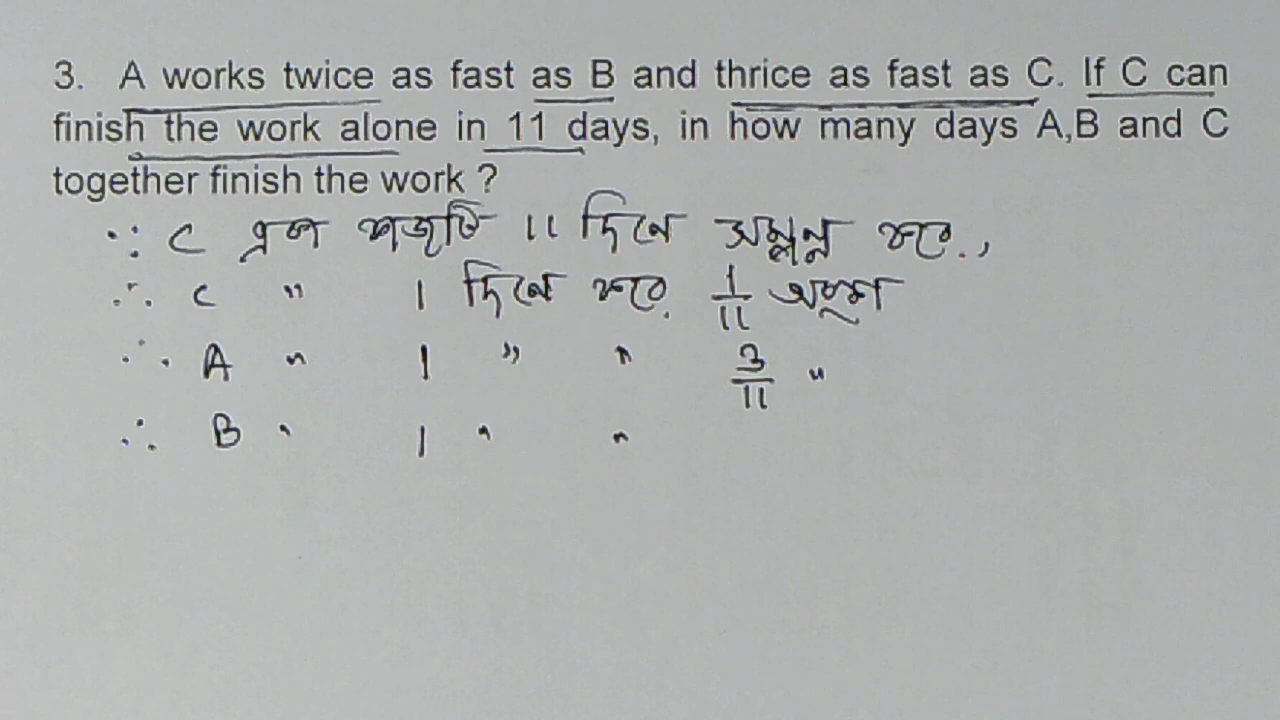 3. A works twice as fast as B and thrice as fast as C. If C can
finish the work alone in 11 days, in how many days A,B and C
together finish the work ?
∵ C একা কাজটি 11 দিনে সম্পন্ন করে,
∴ C " 1 দিনে করে 1/11 অংশ
∴ A " 1 " " 3/11 "
∴ B " 1 " "